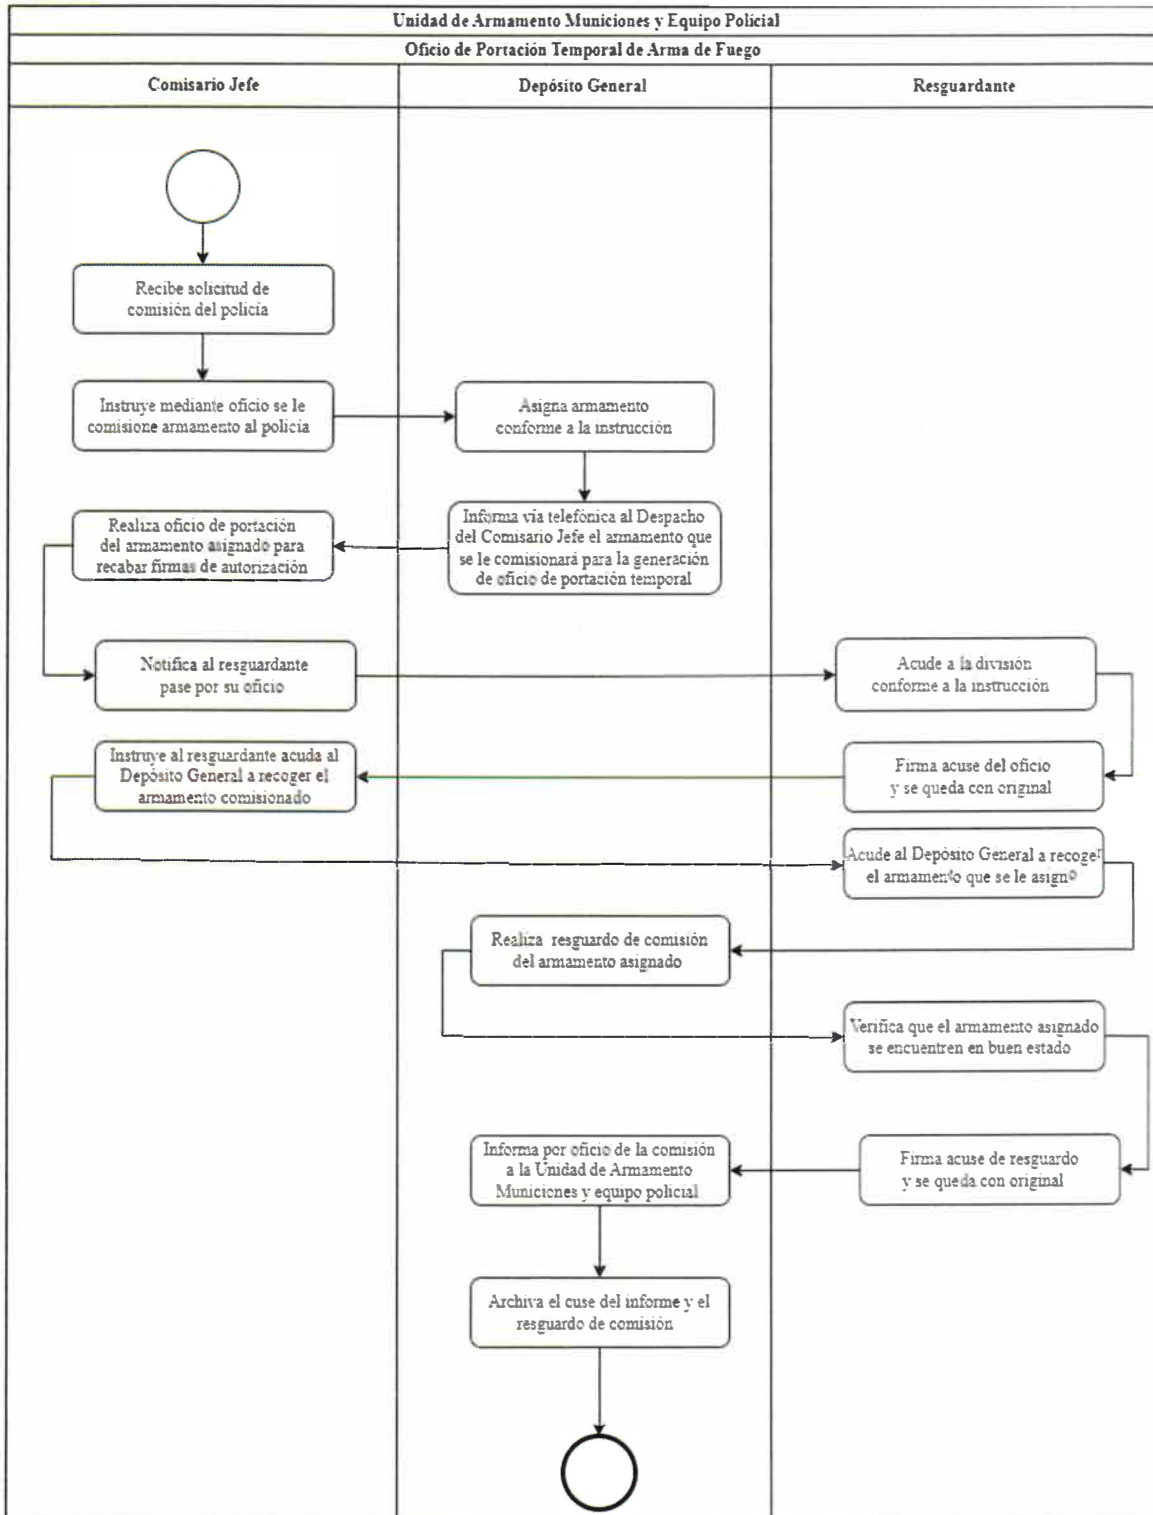 Unidad de Armamento Municiones y Equipo Policial
Oficio de Portación Temporal de Arma de Fuego
Comisario Jefe
Depósito General
Resguardante
Recibe solicitud de
comisión del policía
Instruye mediante oficio se le
comisione armamento al policía
Asigna armamento
conforme a la instrucción
Informa vía telefónica al Despacho
del Comisario Jefe el armamento que
se le comisionará para la generación
de oficio de portación temporal
Realiza oficio de portación
del armamento asignado para
recabar firmas de autorización
Notifica al resguardante
pase por su oficio
Acude a la división
conforme a la instrucción
Firma acuse del oficio
y se queda con original
Instruye al resguardante acuda al
Depósito General a recoger el
armamento comisionado
Acude al Depósito General a recoger
el armamento que se le asigno
Realiza resguardo de comisión
del armamento asignado
Verifica que el armamento asignado
se encuentren en buen estado
Firma acuse de resguardo
y se queda con original
Informa por oficio de la comisión
a la Unidad de Armamento
Municiones y equipo policial
Archiva el cuse del informe y el
resguardo de comisión